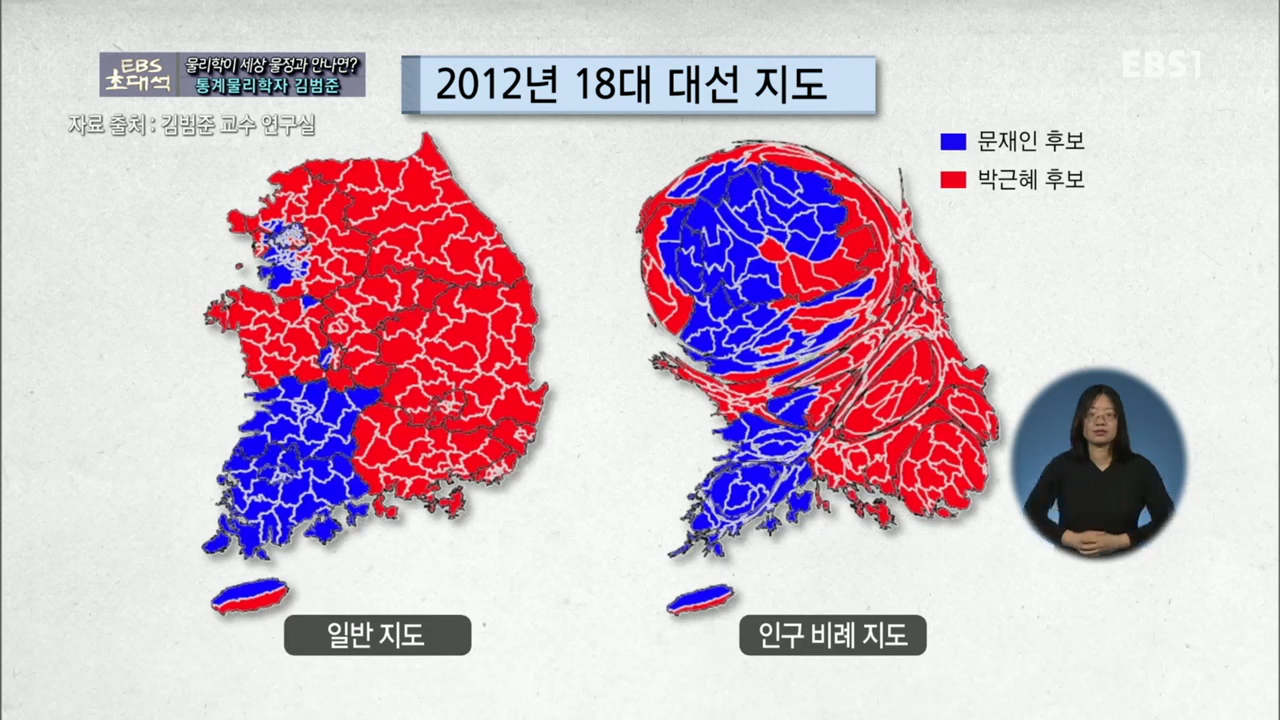 EBS
초대석
물리학이 세상 물정과 만나면?
통계물리학자 김범준
2012년 18대 대선 지도
EBS1
자료 출처 : 김범준 교수 연구실
문재인 후보
박근혜 후보
일반 지도
인구 비례 지도